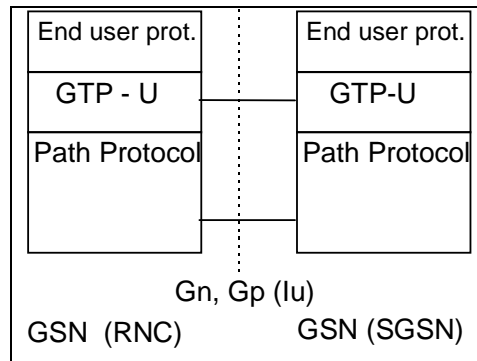 End user prot.
End user prot.
GTP - U
GTP-U
Path Protocol
Path Protocol
Gn, Gp (Iu)
GSN (RNC)
GSN (SGSN)